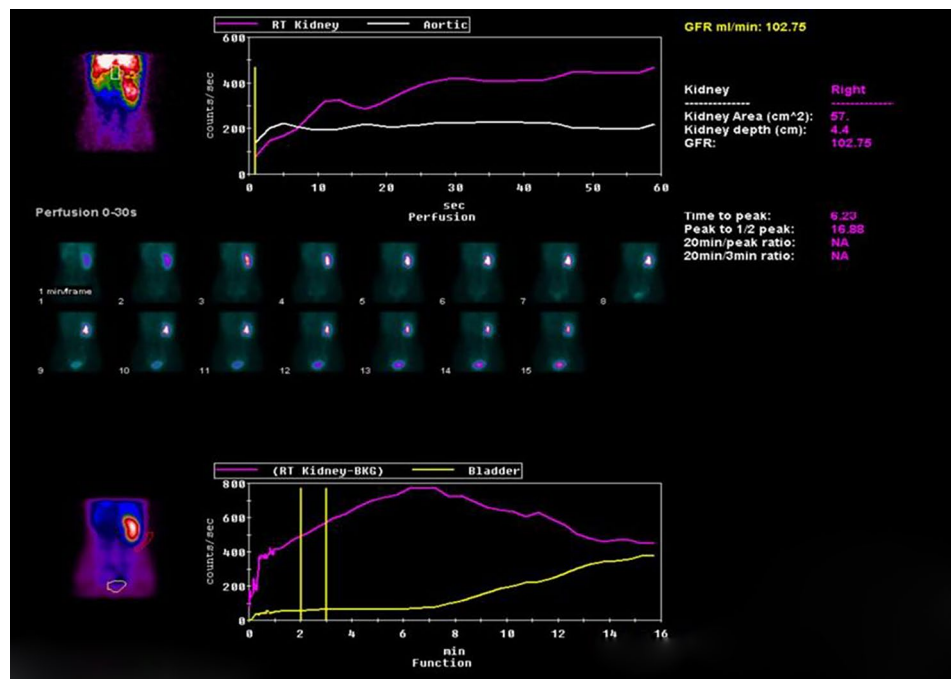 RT Kidney Aortic
GFR ml/min: 102.75
600
400
200
0
counts/sec
0 10 20 30 40 50 60
sec
Perfusion
Kidney Right
-------------- --------------
Kidney Area (cm^2): 57.
Kidney depth (cm): 4.4
GFR: 102.75
Perfusion 0-30s
Time to peak: 6.23
Peak to 1/2 peak: 16.88
20min/peak ratio: NA
20min/3min ratio: NA
1 min/frame
1 2 3 4 5 6 7 8
9 10 11 12 13 14 15
(RT Kidney-BKG) Bladder
800
600
400
200
0
counts/sec
0 2 4 6 8 10 12 14 16
min
Function